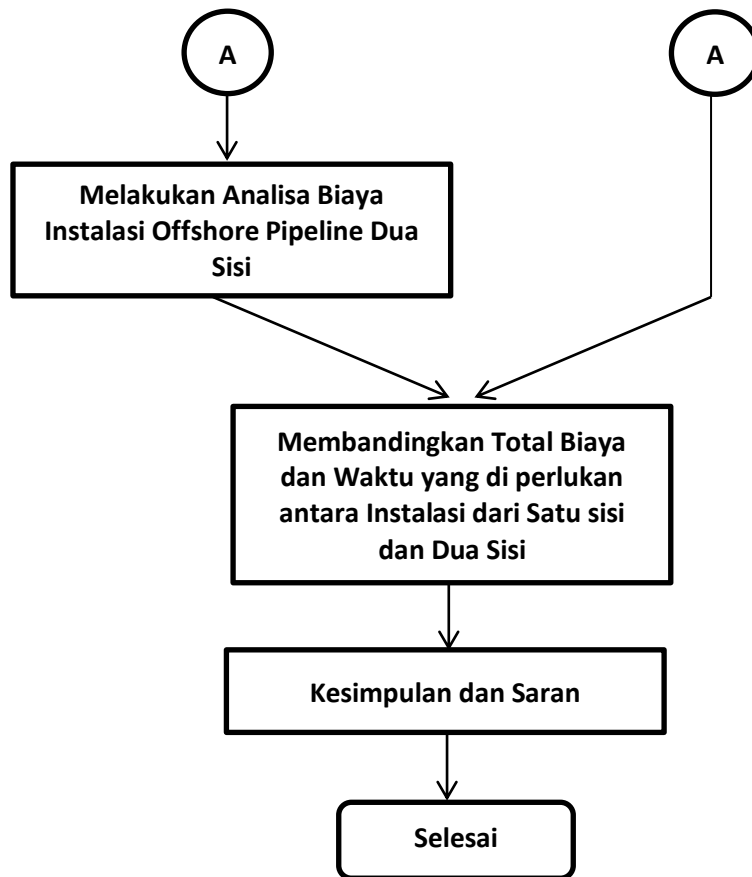 A
A
Melakukan Analisa Biaya
Instalasi Offshore Pipeline Dua
Sisi
Membandingkan Total Biaya
dan Waktu yang di perlukan
antara Instalasi dari Satu sisi
dan Dua Sisi
Kesimpulan dan Saran
Selesai